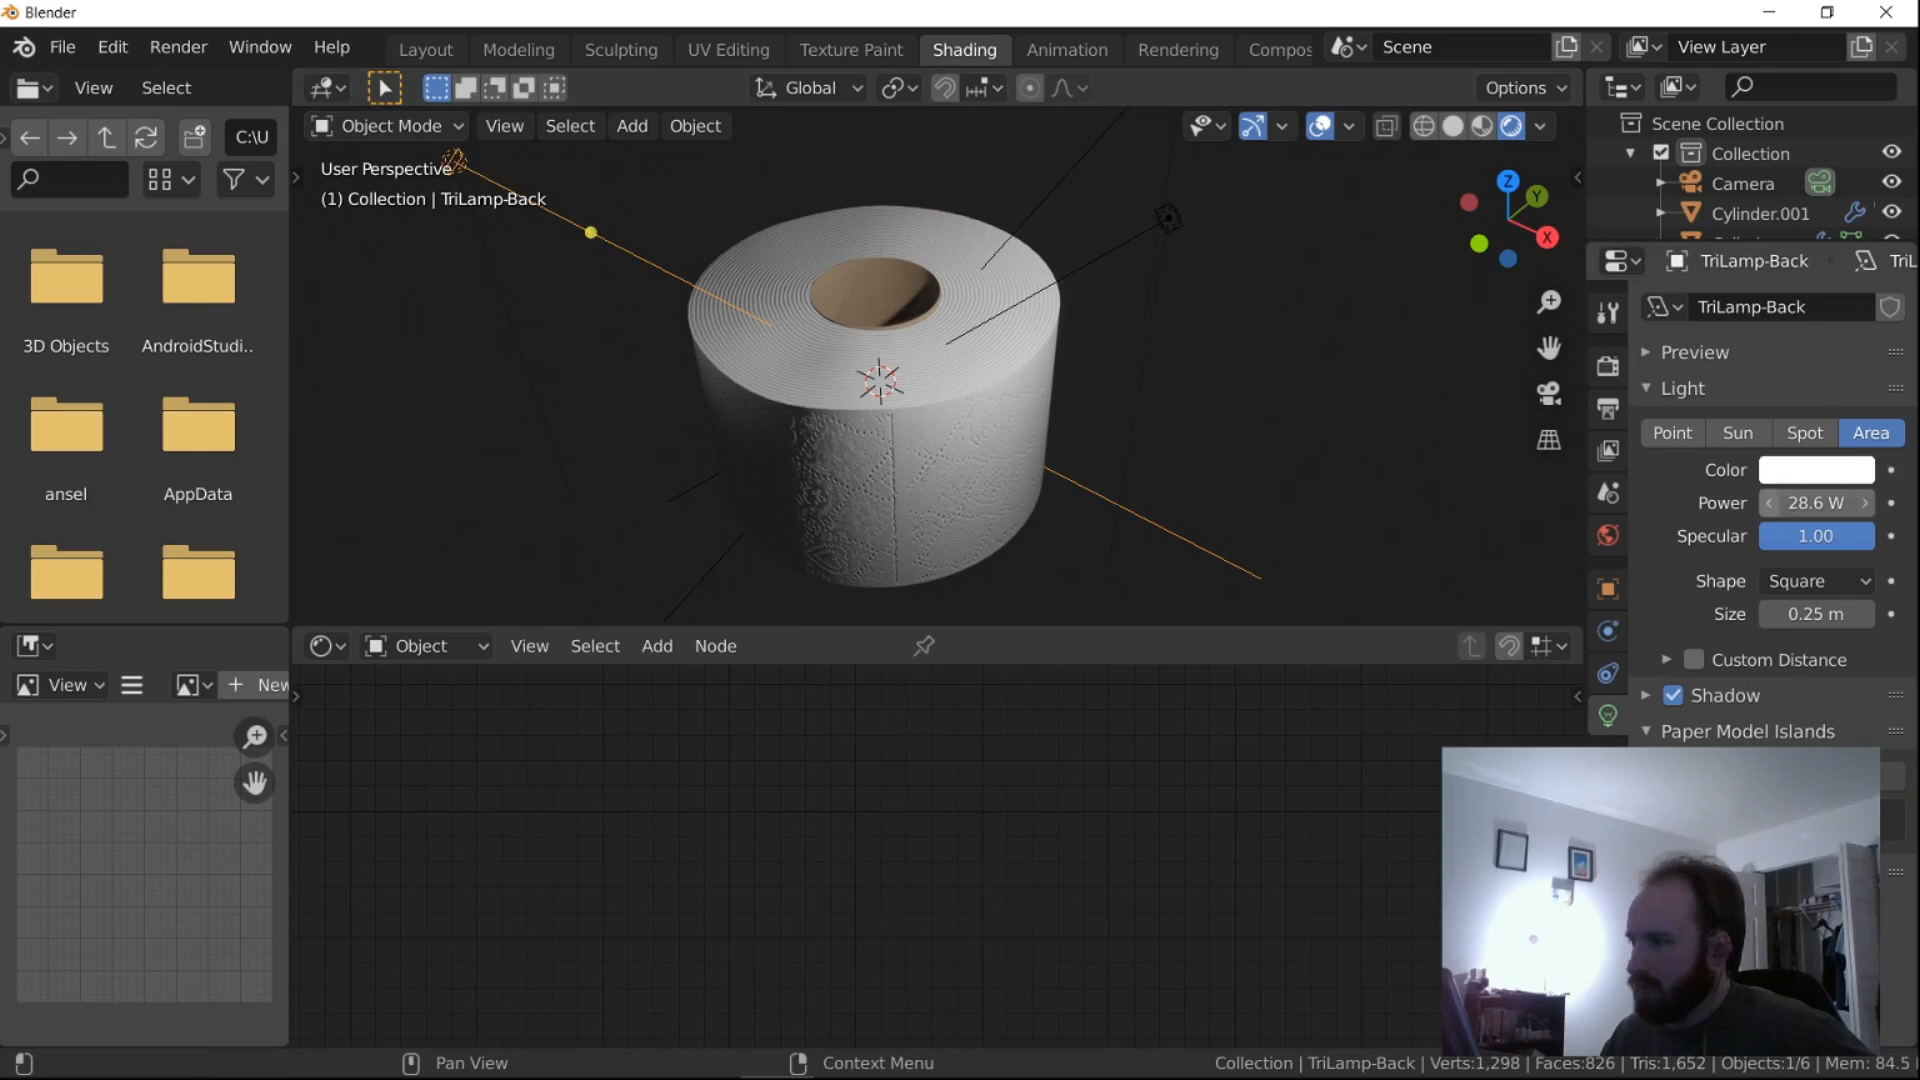 Blender
File Edit Render Window Help Layout Modeling Sculpting UV Editing Texture Paint Shading Animation Rendering Compos Scene View Layer
View Select Global Options
C:\U Object Mode View Select Add Object
User Perspective
(1) Collection | TriLamp-Back
Z
Y
X
Scene Collection
Collection
Camera
Cylinder.001
TriLamp-Back TriL
TriLamp-Back
Preview
Light
Point Sun Spot Area
Color
Power 28.6 W
Specular 1.00
Shape Square
Size 0.25 m
Custom Distance
Shadow
Paper Model Islands
3D Objects AndroidStudi..
ansel AppData
Object View Select Add Node
View New
Pan View Context Menu Collection | TriLamp-Back | Verts:1,298 | Faces:826 | Tris:1,652 | Objects:1/6 | Mem: 84.5